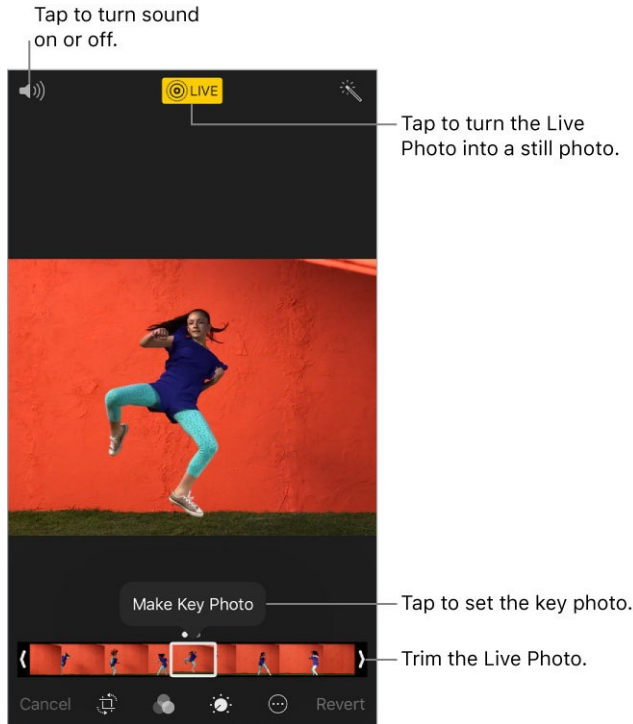 Tap to turn sound
on or off.
LIVE
Tap to turn the Live
Photo into a still photo.
Make Key Photo
Tap to set the key photo.
Trim the Live Photo.
Cancel
Revert